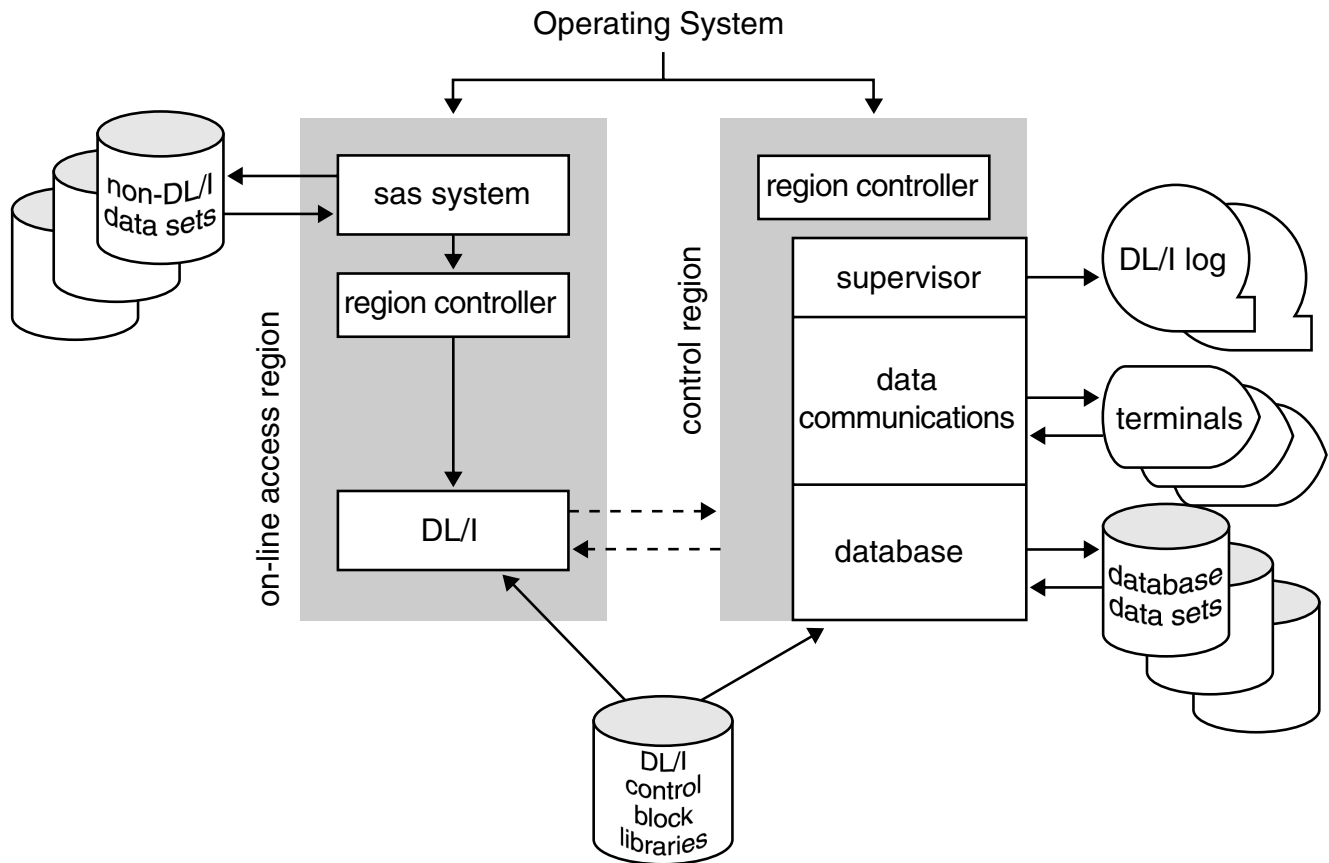 Operating System
non-DL/I
data sets
sas system
region controller
DL/I
on-line access region
control region
region controller
supervisor
data
communications
database
DL/I log
terminals
database
data sets
DL/I
control
block
libraries